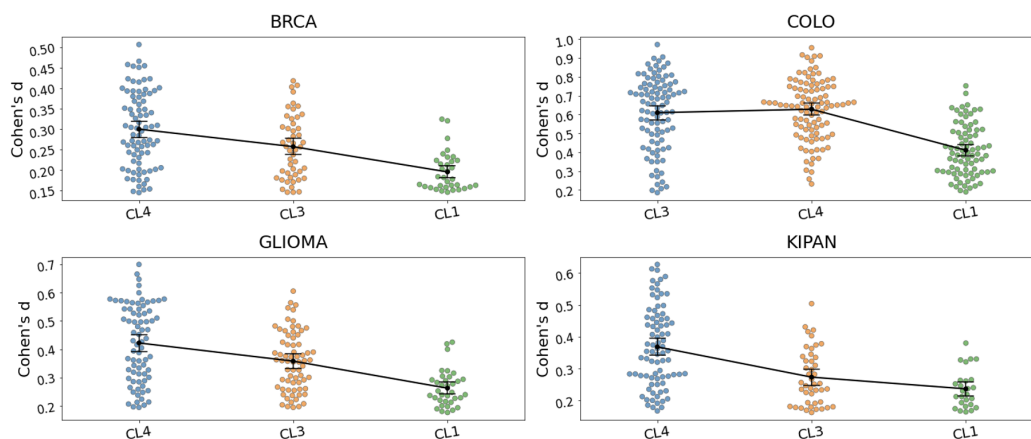 BRCA
Cohen's d
0.50
0.45
0.40
0.35
0.30
0.25
0.20
0.15
CL4 CL3 CL1
COLO
Cohen's d
1.0
0.9
0.8
0.7
0.6
0.5
0.4
0.3
0.2
CL3 CL4 CL1
GLIOMA
Cohen's d
0.7
0.6
0.5
0.4
0.3
0.2
CL4 CL3 CL1
KIPAN
Cohen's d
0.6
0.5
0.4
0.3
0.2
CL4 CL3 CL1